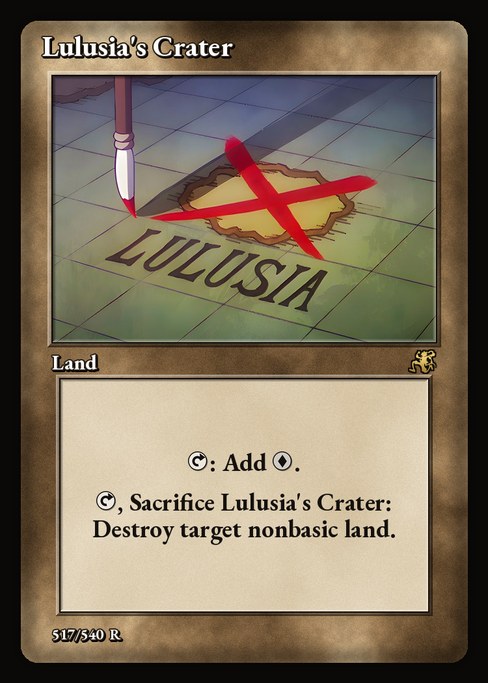 Lulusia's Crater
LULUSIA
Land
: Add .
, Sacrifice Lulusia's Crater:
Destroy target nonbasic land.
517/540 R